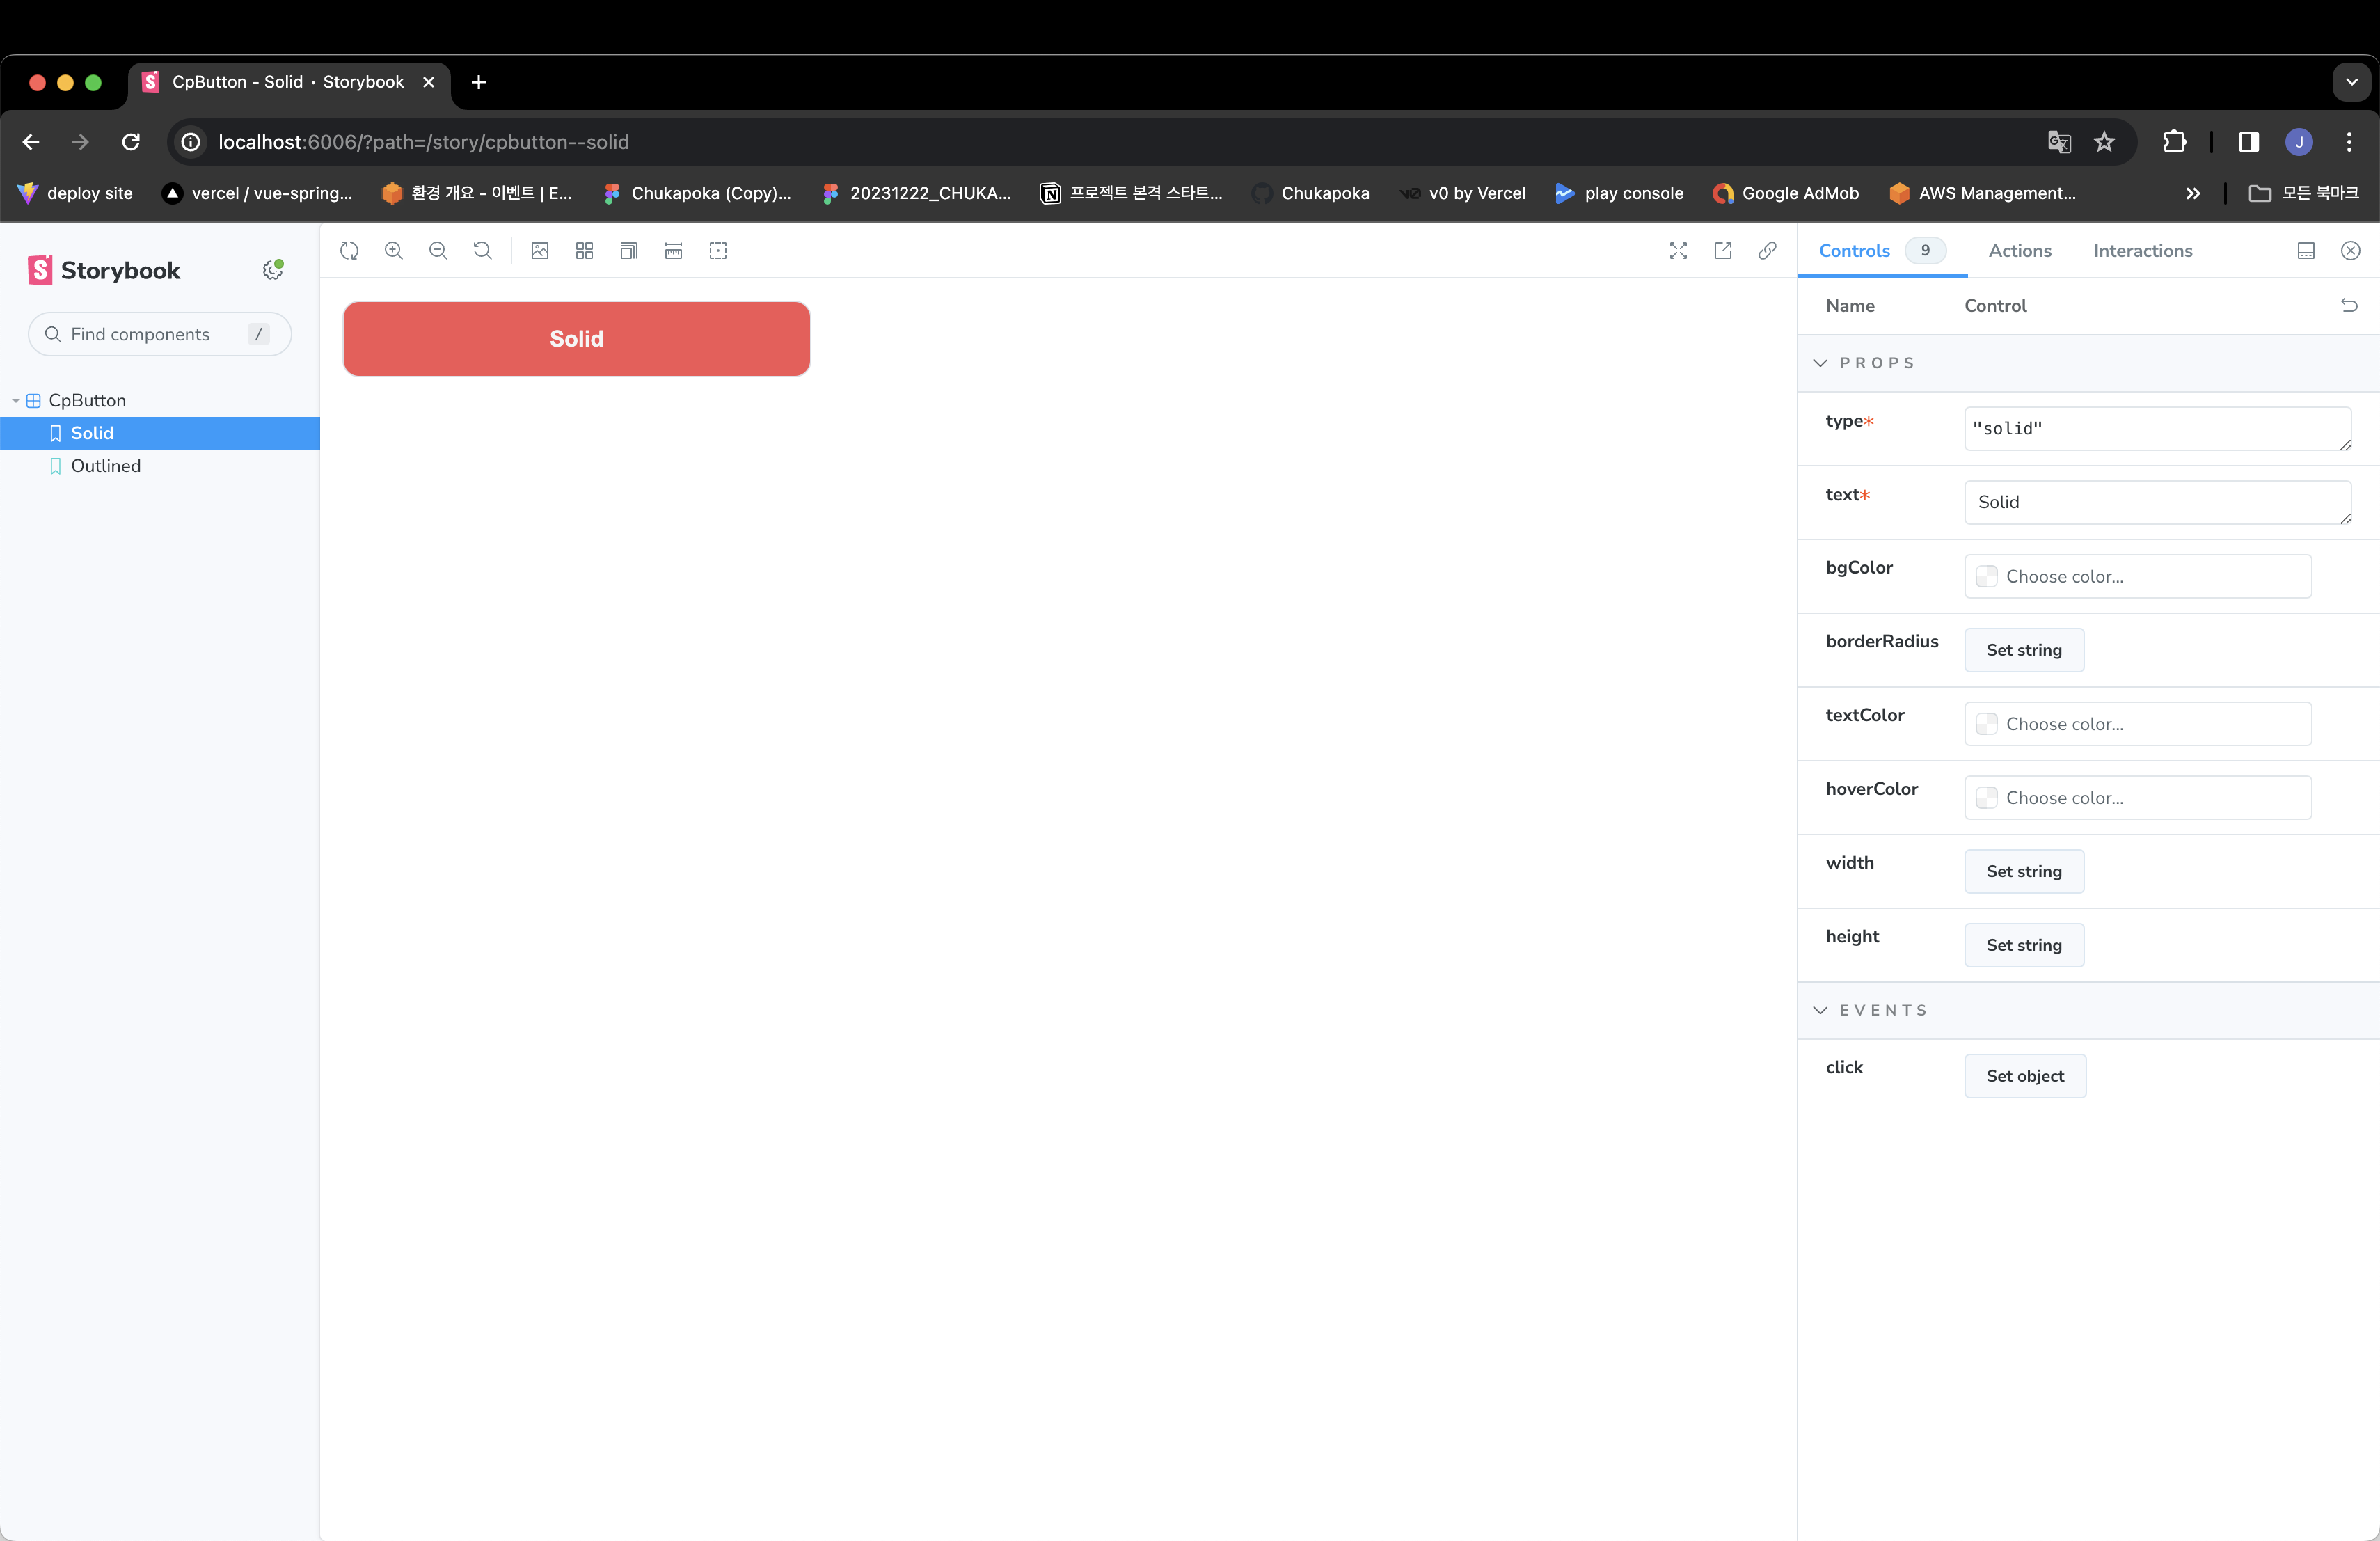 CpButton - Solid • Storybook
localhost:6006/?path=/story/cpbutton--solid
J
deploy site
vercel / vue-spring...
환경 개요 - 이벤트 | E...
Chukapoka (Copy)...
20231222_CHUKA...
프로젝트 본격 스타트...
Chukapoka
v0 by Vercel
play console
Google AdMob
AWS Management...
모든 북마크
Storybook
Find components /
CpButton
Solid
Outlined
Solid
Controls 9 Actions Interactions
Name Control
PROPS
type* "solid"
text* Solid
bgColor Choose color...
borderRadius Set string
textColor Choose color...
hoverColor Choose color...
width Set string
height Set string
EVENTS
click Set object